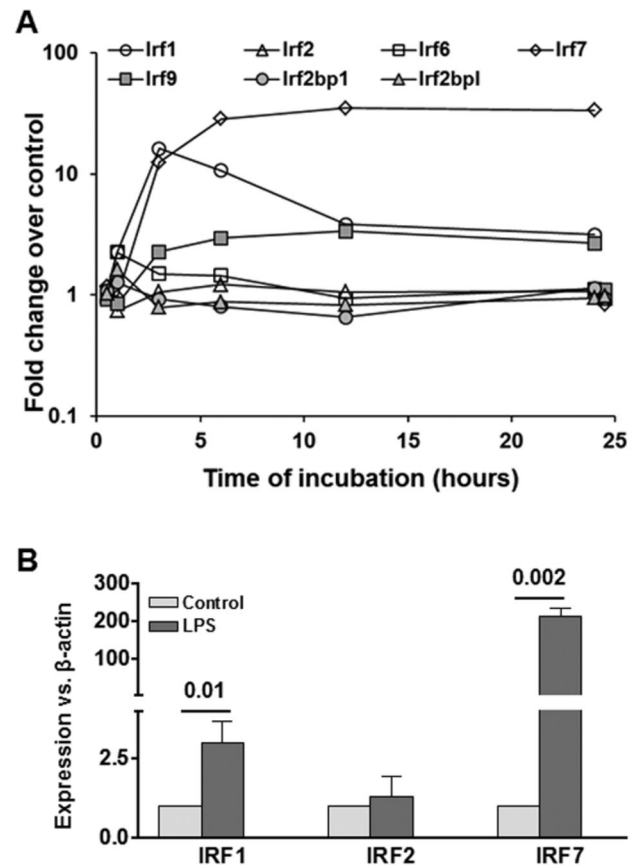 A
Irf1 Irf2 Irf6 Irf7
Irf9 Irf2bp1 Irf2bpl
100
10
1
0.1
Fold change over control
0 5 10 15 20 25
Time of incubation (hours)
B
300
200
100
2.5
0.0
Expression vs. β-actin
Control
LPS
0.01
0.002
IRF1 IRF2 IRF7